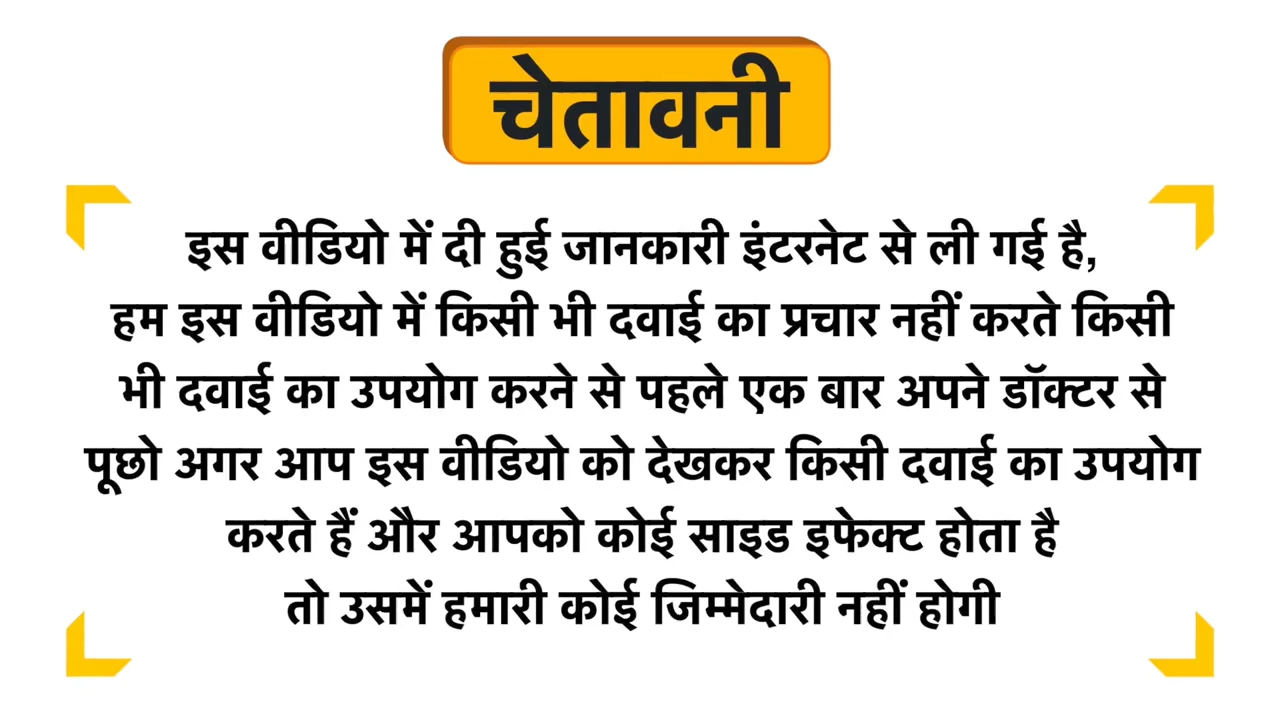 चेतावनी
इस वीडियो में दी हुई जानकारी इंटरनेट से ली गई है,
हम इस वीडियो में किसी भी दवाई का प्रचार नहीं करते किसी
भी दवाई का उपयोग करने से पहले एक बार अपने डॉक्टर से
पूछो अगर आप इस वीडियो को देखकर किसी दवाई का उपयोग
करते हैं और आपको कोई साइड इफेक्ट होता है
तो उसमें हमारी कोई जिम्मेदारी नहीं होगी